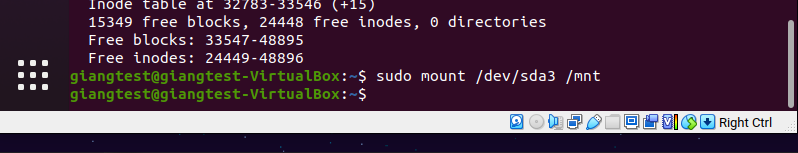 Inode table at 32783-33546 (+15)
15349 free blocks, 24448 free inodes, 0 directories
Free blocks: 33547-48895
Free inodes: 24449-48896
giangtest@giangtest-VirtualBox:~$ sudo mount /dev/sda3 /mnt
giangtest@giangtest-VirtualBox:~$
Right Ctrl